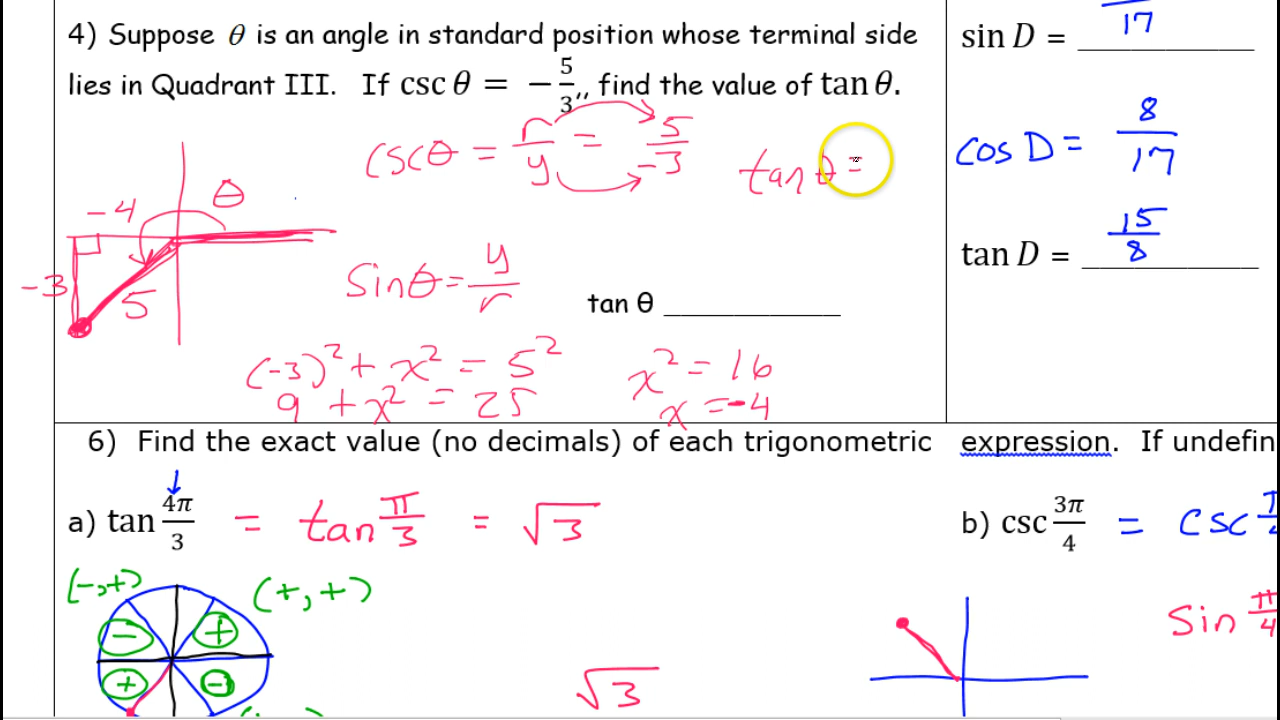 4) Suppose θ is an angle in standard position whose terminal side
lies in Quadrant III. If csc θ = −5/3,, find the value of tan θ.
cscθ = r/y = 5/-3
tan θ =
-4
θ
-3
5
sinθ = y/r
tan θ ____________
(-3)² + x² = 5²
9 + x² = 25
x² = 16
x = -4
17
sin D = ____________
cos D = 8/17
tan D = 15/8
6) Find the exact value (no decimals) of each trigonometric expression. If undefin
a) tan 4π/3 = tan π/3 = √3
(-,+)
(+,+)
−
+
+
−
√3
b) csc 3π/4 = csc
sin π/4